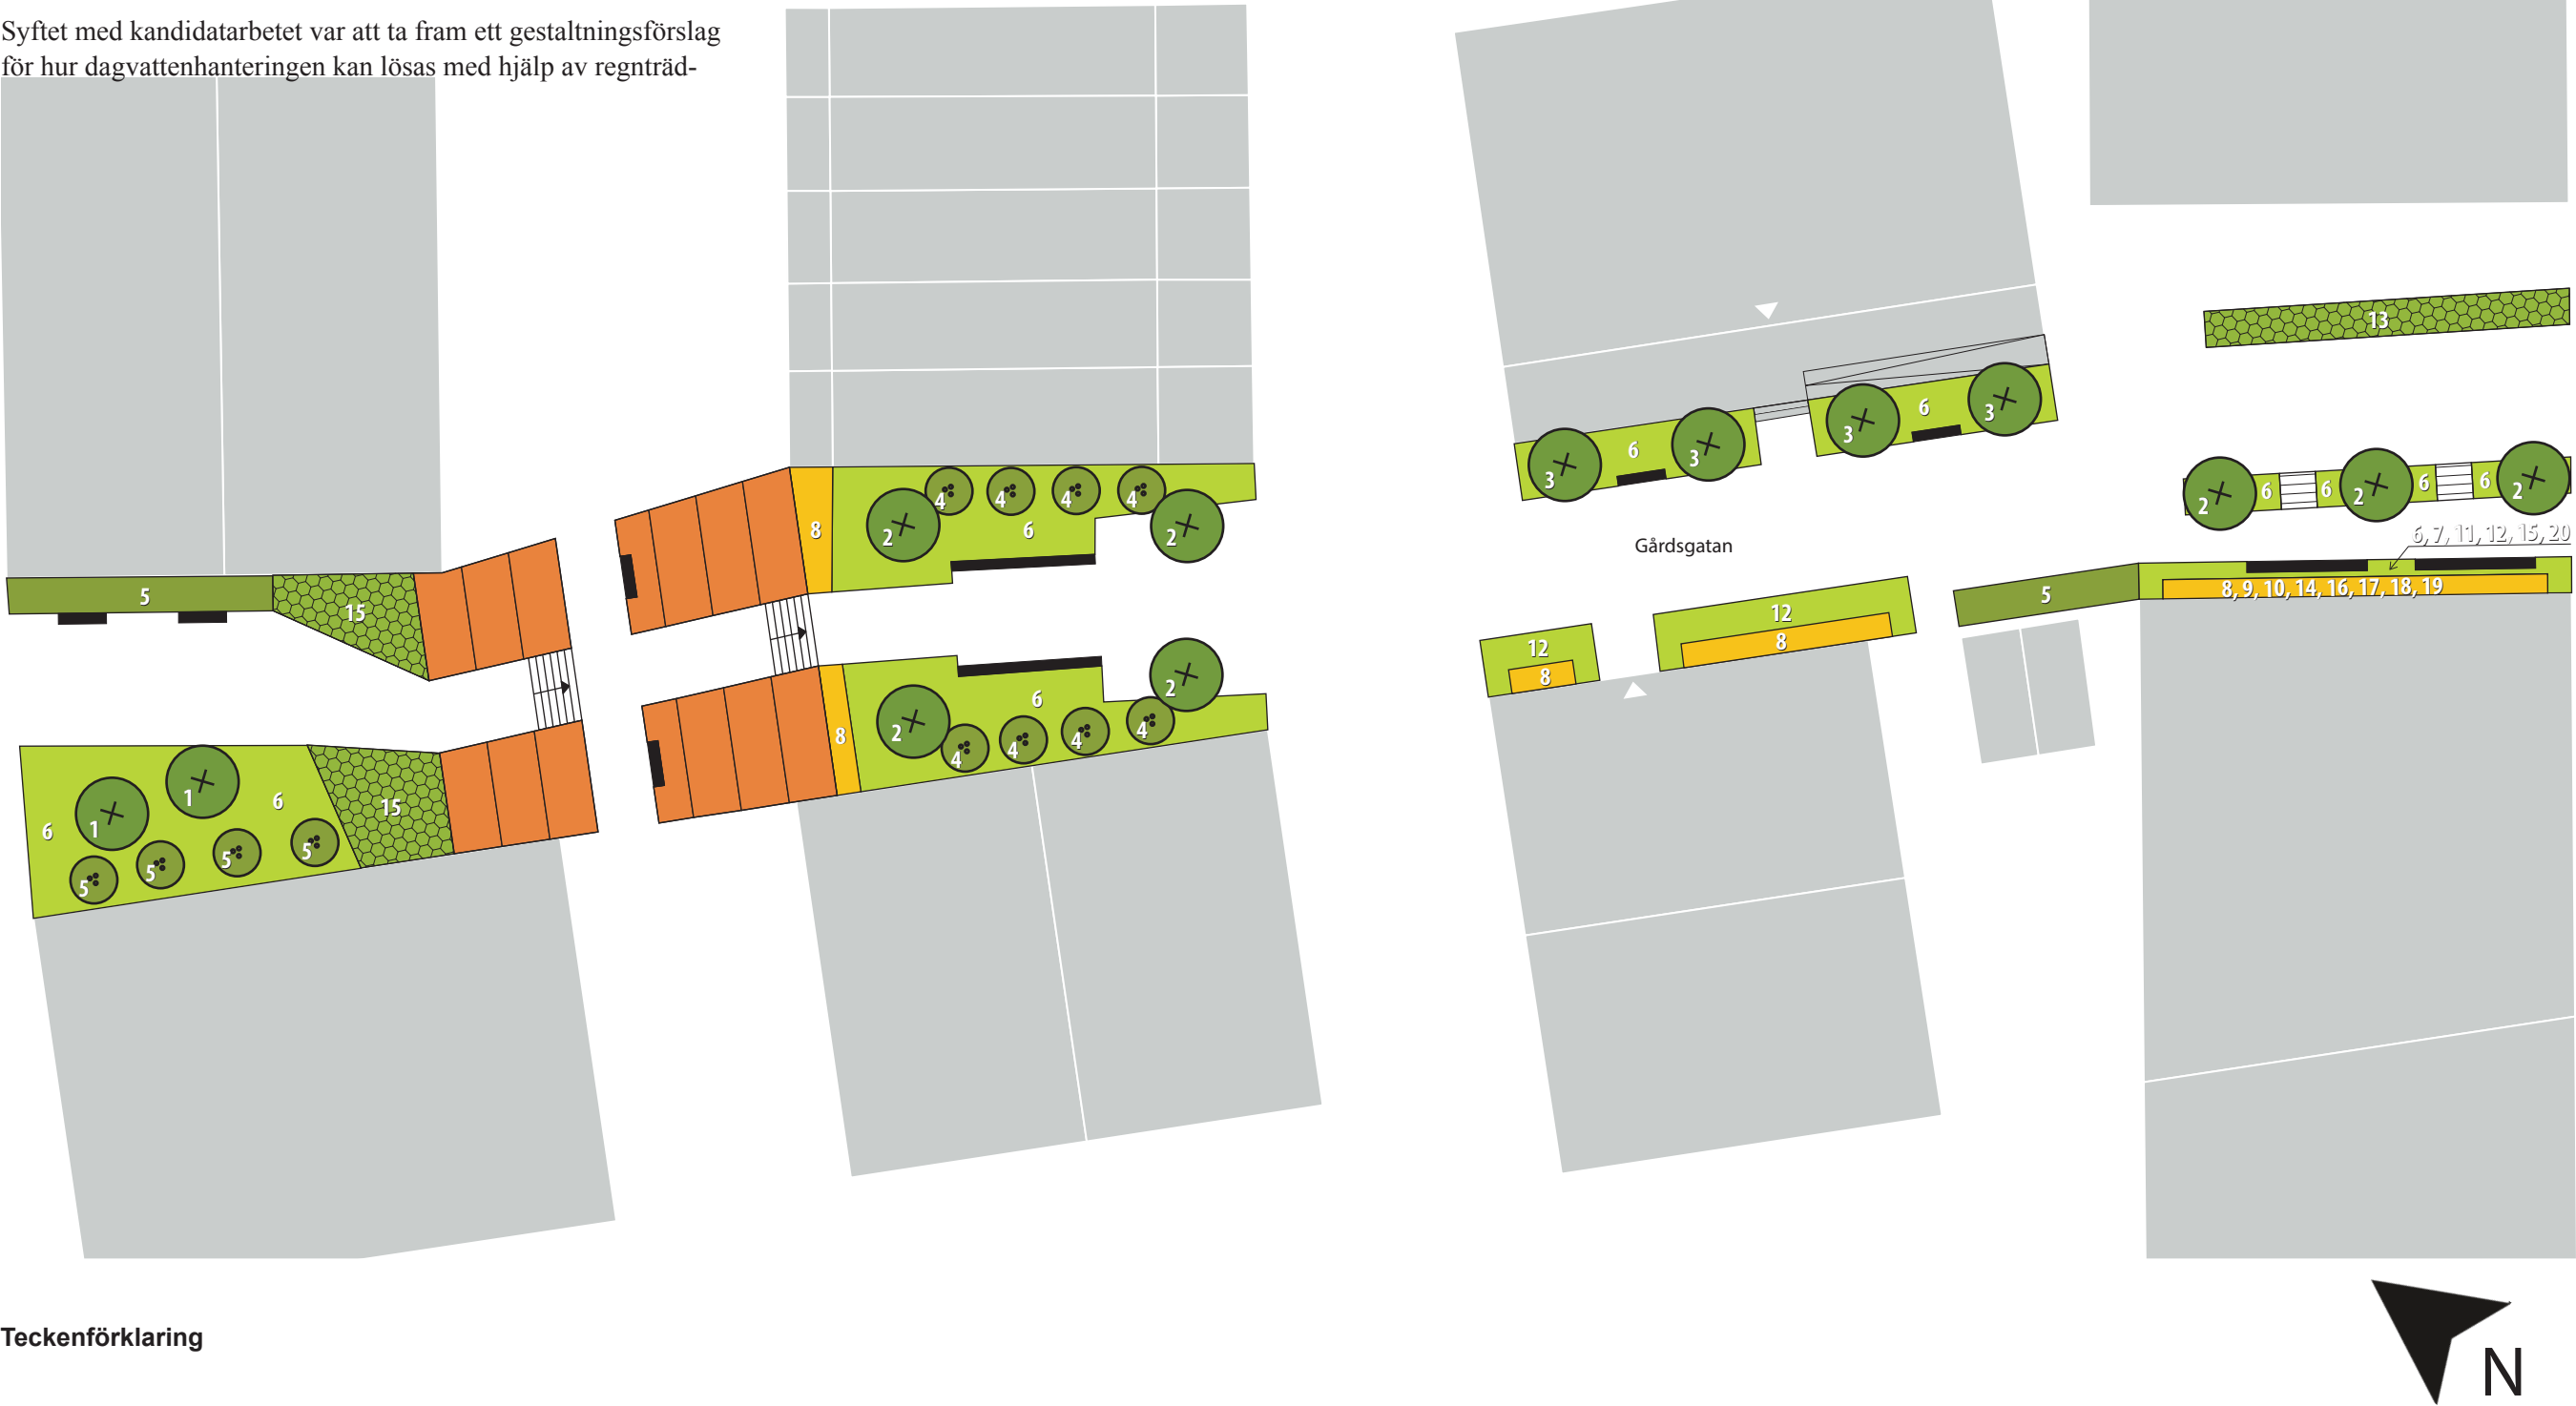 Syftet med kandidatarbetet var att ta fram ett gestaltningsförslag
för hur dagvattenhanteringen kan lösas med hjälp av regnträd-
13
3 6 3 3 6 3
2 6 6 2 6 6 2
4 4 4 4
2 8 6 2
6, 7, 11, 12, 15, 20
Gårdsgatan
8, 9, 10, 14, 16, 17, 18, 19
5 15
5
12
8
12
8
2 8 6 2
4 4 4 4
6 1 1 6 15
5 5 5 5
Teckenförklaring
N